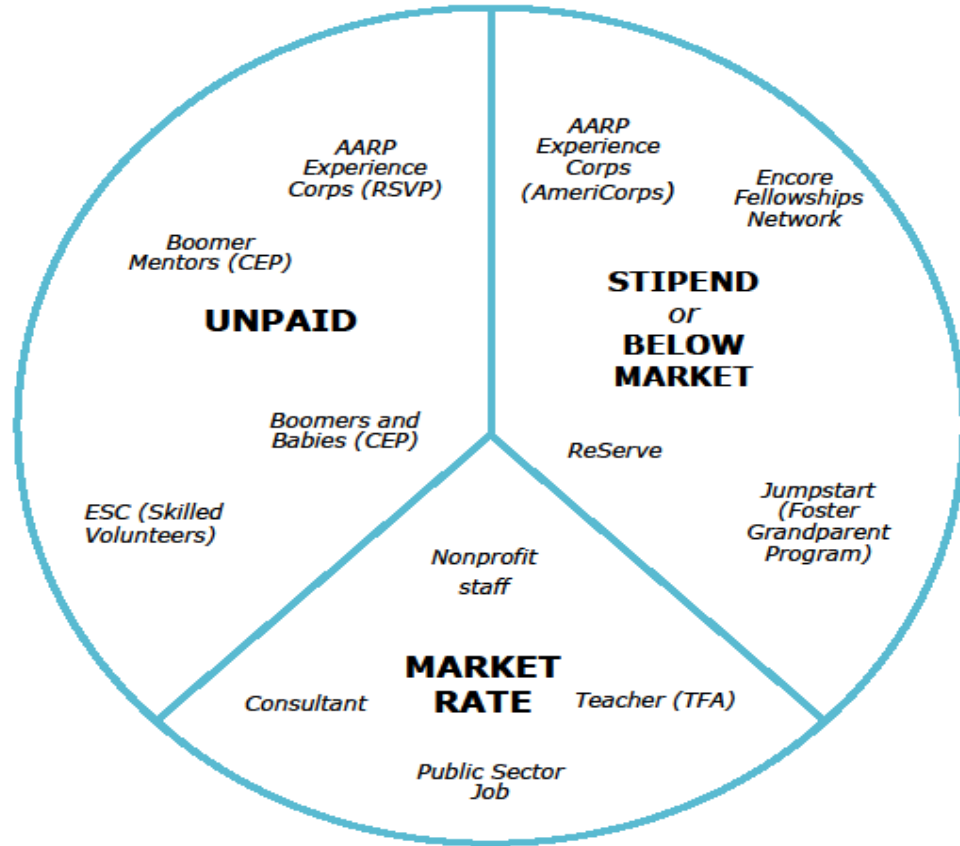 AARP
Experience
Corps (RSVP)
Boomer
Mentors (CEP)
UNPAID
Boomers and
Babies (CEP)
ESC (Skilled
Volunteers)
AARP
Experience
Corps
(AmeriCorps)
Encore
Fellowships
Network
STIPEND
or
BELOW
MARKET
ReServe
Jumpstart
(Foster
Grandparent
Program)
Nonprofit
staff
MARKET
RATE
Consultant
Teacher (TFA)
Public Sector
Job